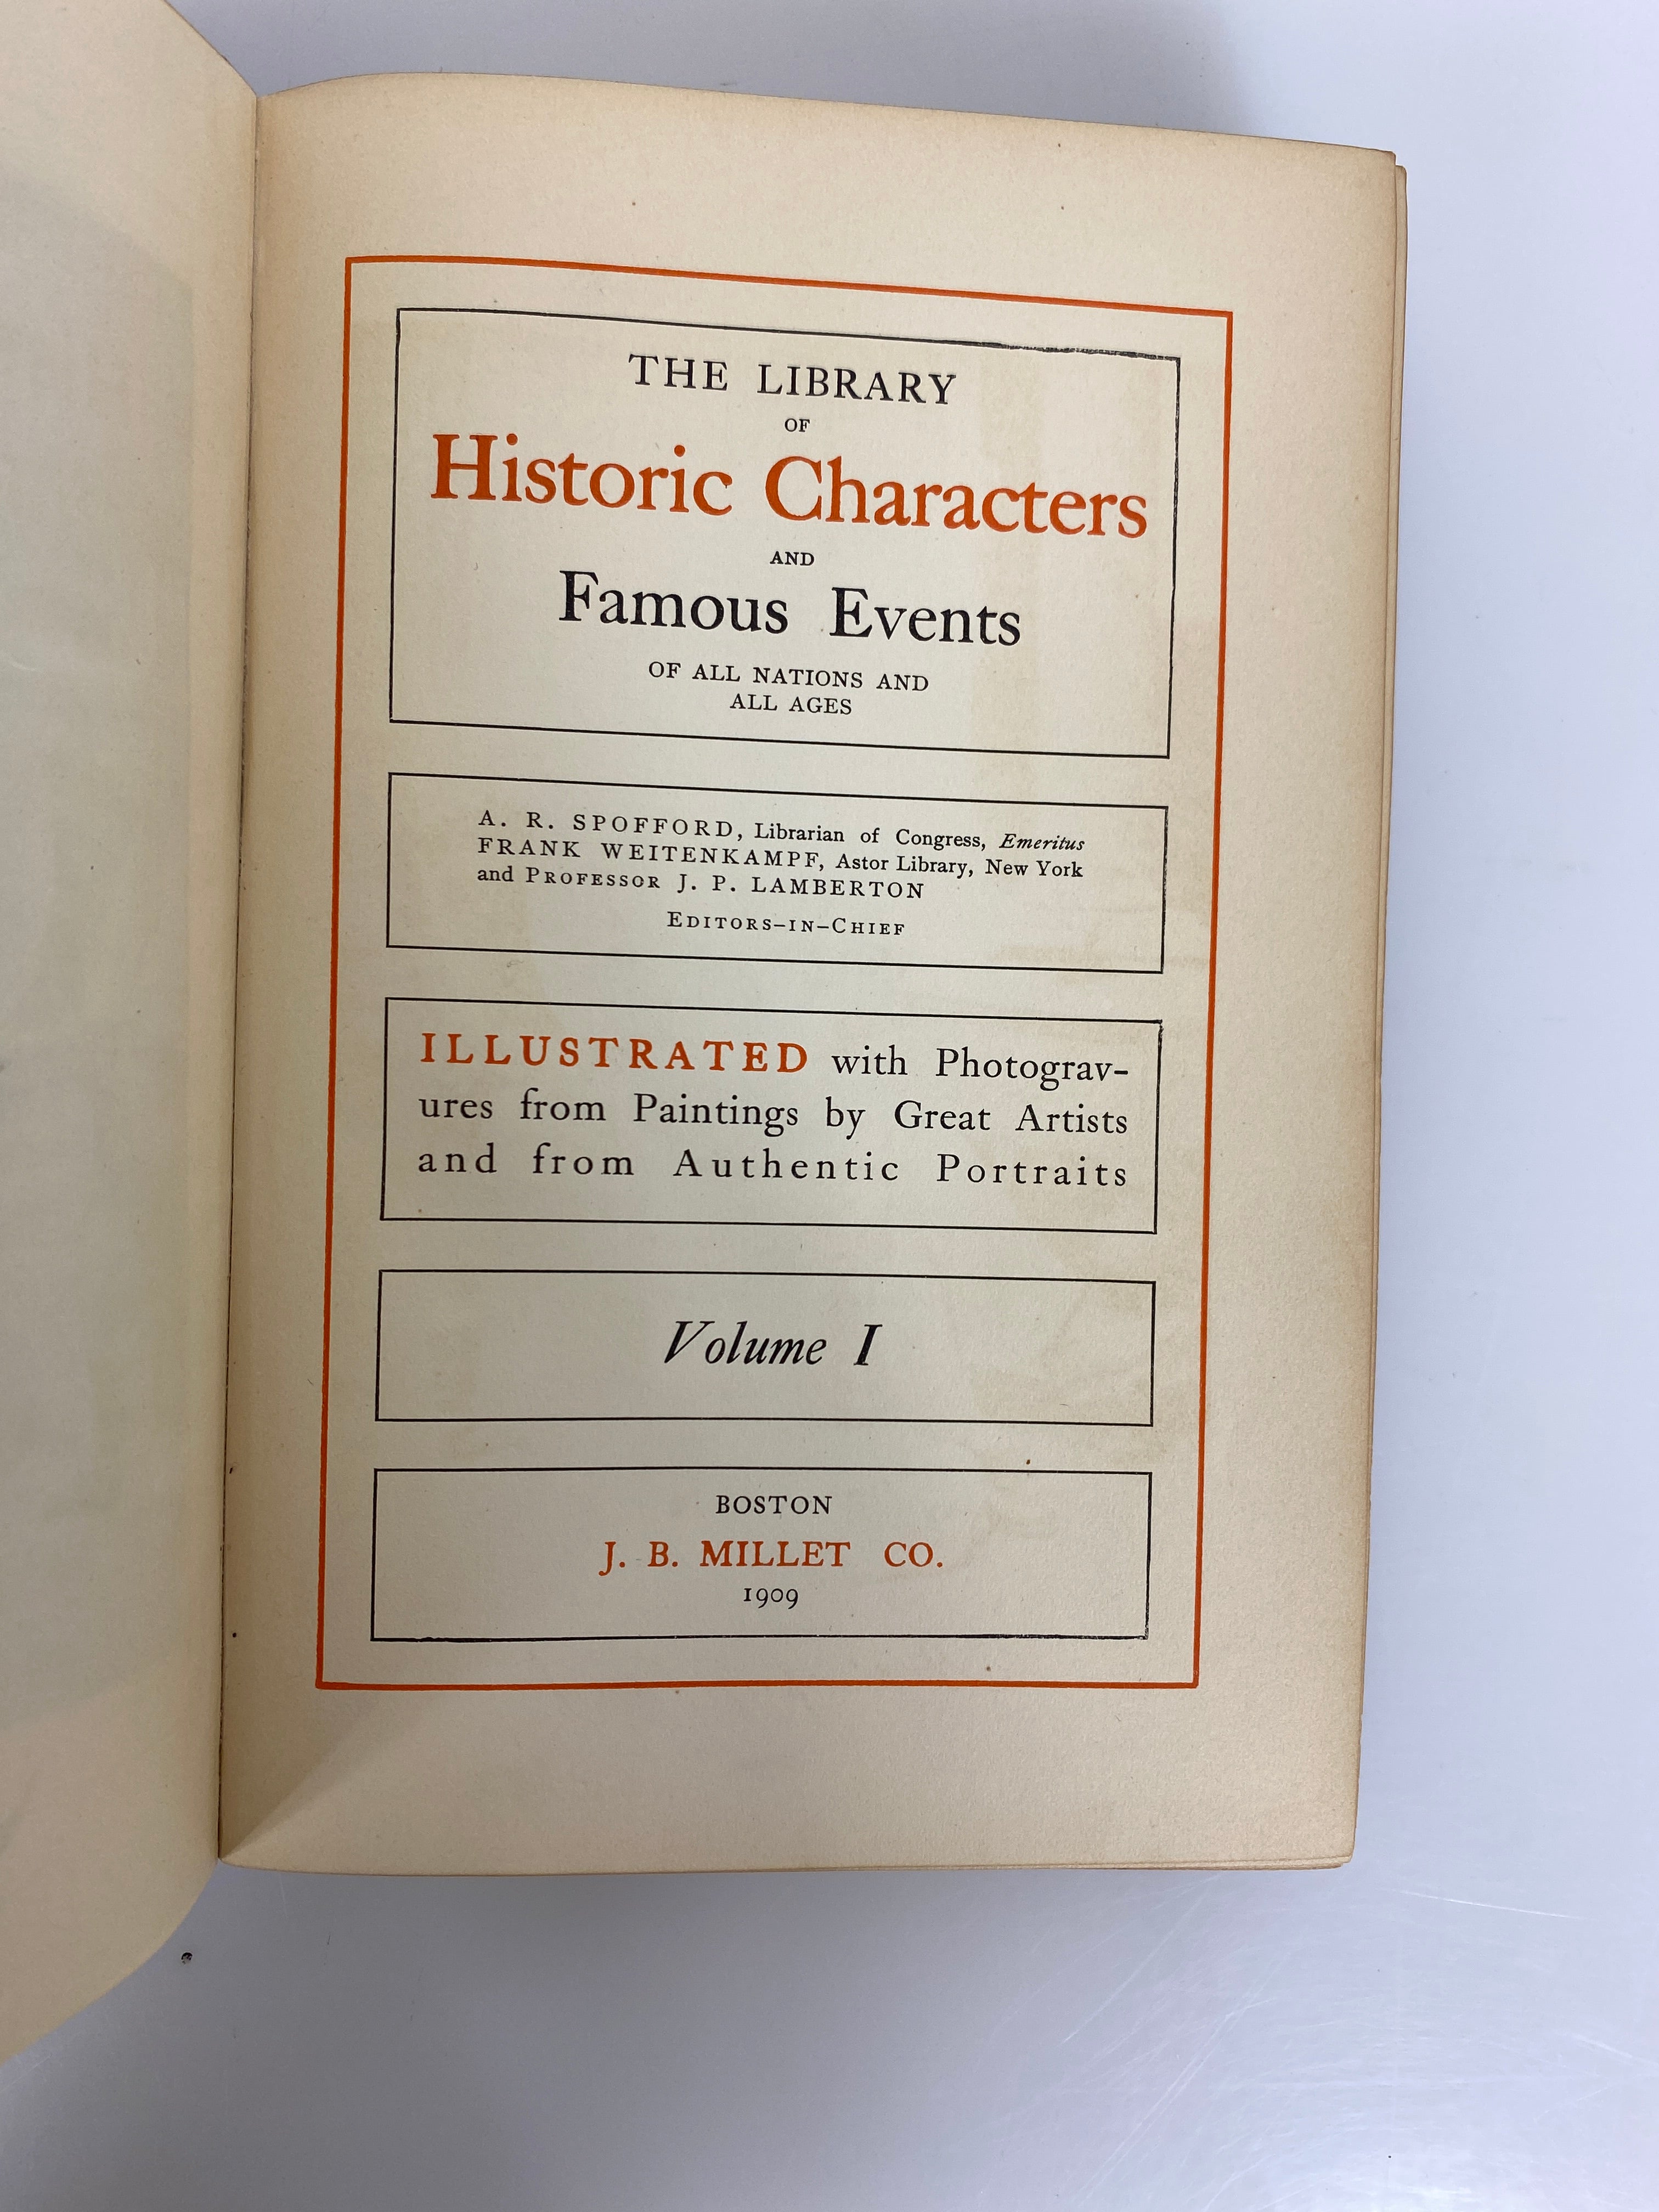 THE LIBRARY
OF
Historic Characters
AND
Famous Events
OF ALL NATIONS AND
ALL AGES
A. R. SPOFFORD, Librarian of Congress, Emeritus
FRANK WEITENKAMPF, Astor Library, New York
and PROFESSOR J. P. LAMBERTON
EDITORS-IN-CHIEF
ILLUSTRATED with Photograv-
ures from Paintings by Great Artists
and from Authentic Portraits
Volume I
BOSTON
J. B. MILLET CO.
1909